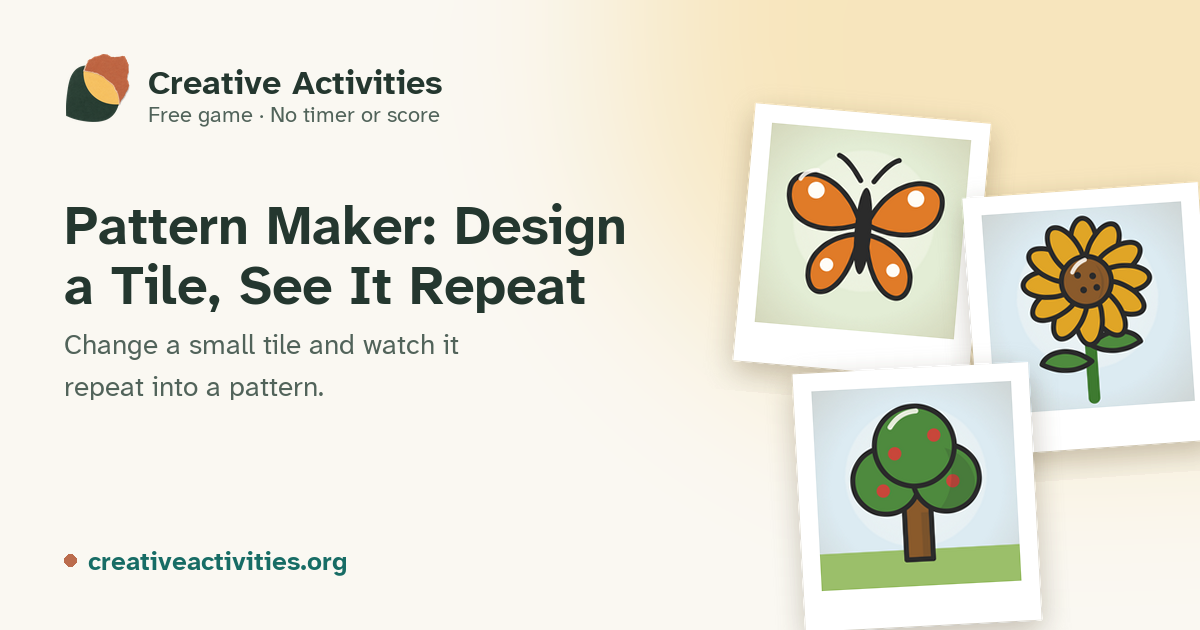 Creative Activities
Free game · No timer or score
Pattern Maker: Design
a Tile, See It Repeat
Change a small tile and watch it
repeat into a pattern.
creativeactivities.org